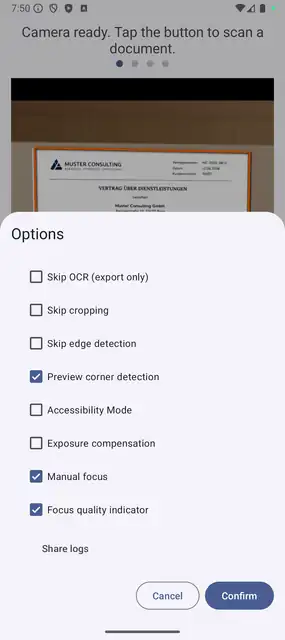 7:50
Camera ready. Tap the button to scan a
document.
MUSTER CONSULTING
VERTRAG ÜBER DIENSTLEISTUNGEN
Muster Consulting GmbH
Options
Skip OCR (export only)
Skip cropping
Skip edge detection
Preview corner detection
Accessibility Mode
Exposure compensation
Manual focus
Focus quality indicator
Share logs
Cancel
Confirm